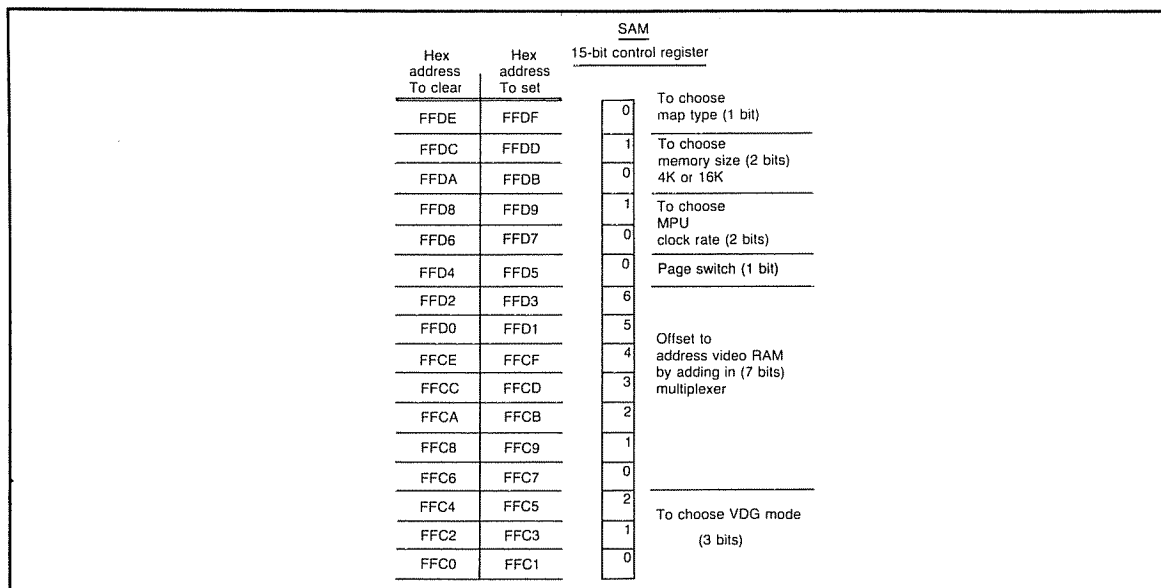 SAM
15-bit control register
Hex address To clear
Hex address To set
FFDE FFDF 0 To choose
map type (1 bit)
FFDC FFDD 1 To choose
memory size (2 bits)
FFDA FFDB 0 4K or 16K
FFD8 FFD9 1 To choose
MPU
FFD6 FFD7 0 clock rate (2 bits)
FFD4 FFD5 0 Page switch (1 bit)
FFD2 FFD3 6
FFD0 FFD1 5
Offset to
FFCE FFCF 4 address video RAM
by adding in (7 bits)
FFCC FFCD 3 multiplexer
FFCA FFCB 2
FFC8 FFC9 1
FFC6 FFC7 0
FFC4 FFC5 2 To choose VDG mode
FFC2 FFC3 1 (3 bits)
FFC0 FFC1 0